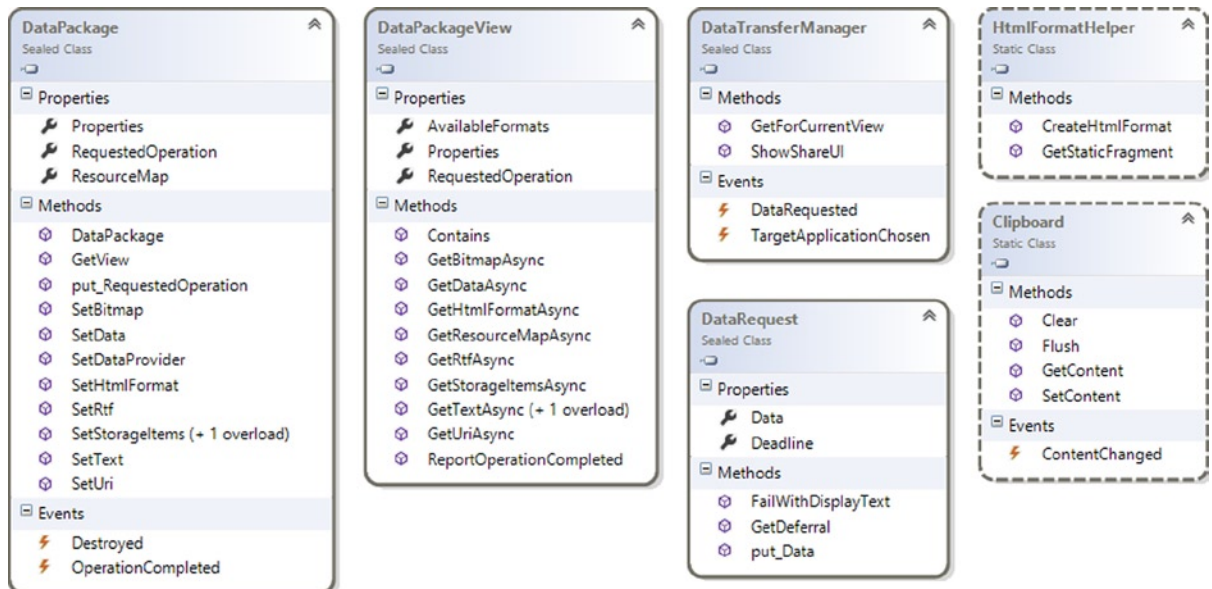 DataPackage
Sealed Class
Properties
Properties
RequestedOperation
ResourceMap
Methods
DataPackage
GetView
put_RequestedOperation
SetBitmap
SetData
SetDataProvider
SetHtmlFormat
SetRtf
SetStorageItems (+ 1 overload)
SetText
SetUri
Events
Destroyed
OperationCompleted
DataPackageView
Sealed Class
Properties
AvailableFormats
Properties
RequestedOperation
Methods
Contains
GetBitmapAsync
GetDataAsync
GetHtmlFormatAsync
GetResourceMapAsync
GetRtfAsync
GetStorageItemsAsync
GetTextAsync (+ 1 overload)
GetUriAsync
ReportOperationCompleted
DataTransferManager
Sealed Class
Methods
GetForCurrentView
ShowShareUI
Events
DataRequested
TargetApplicationChosen
DataRequest
Sealed Class
Properties
Data
Deadline
Methods
FailWithDisplayText
GetDeferral
put_Data
HtmlFormatHelper
Static Class
Methods
CreateHtmlFormat
GetStaticFragment
Clipboard
Static Class
Methods
Clear
Flush
GetContent
SetContent
Events
ContentChanged